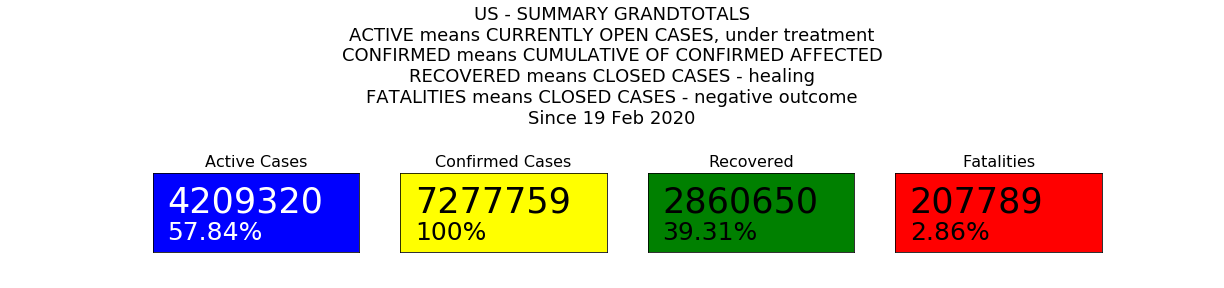 US - SUMMARY GRANDTOTALS
ACTIVE means CURRENTLY OPEN CASES, under treatment
CONFIRMED means CUMULATIVE OF CONFIRMED AFFECTED
RECOVERED means CLOSED CASES - healing
FATALITIES means CLOSED CASES - negative outcome
Since 19 Feb 2020
Active Cases
4209320
57.84%
Confirmed Cases
7277759
100%
Recovered
2860650
39.31%
Fatalities
207789
2.86%